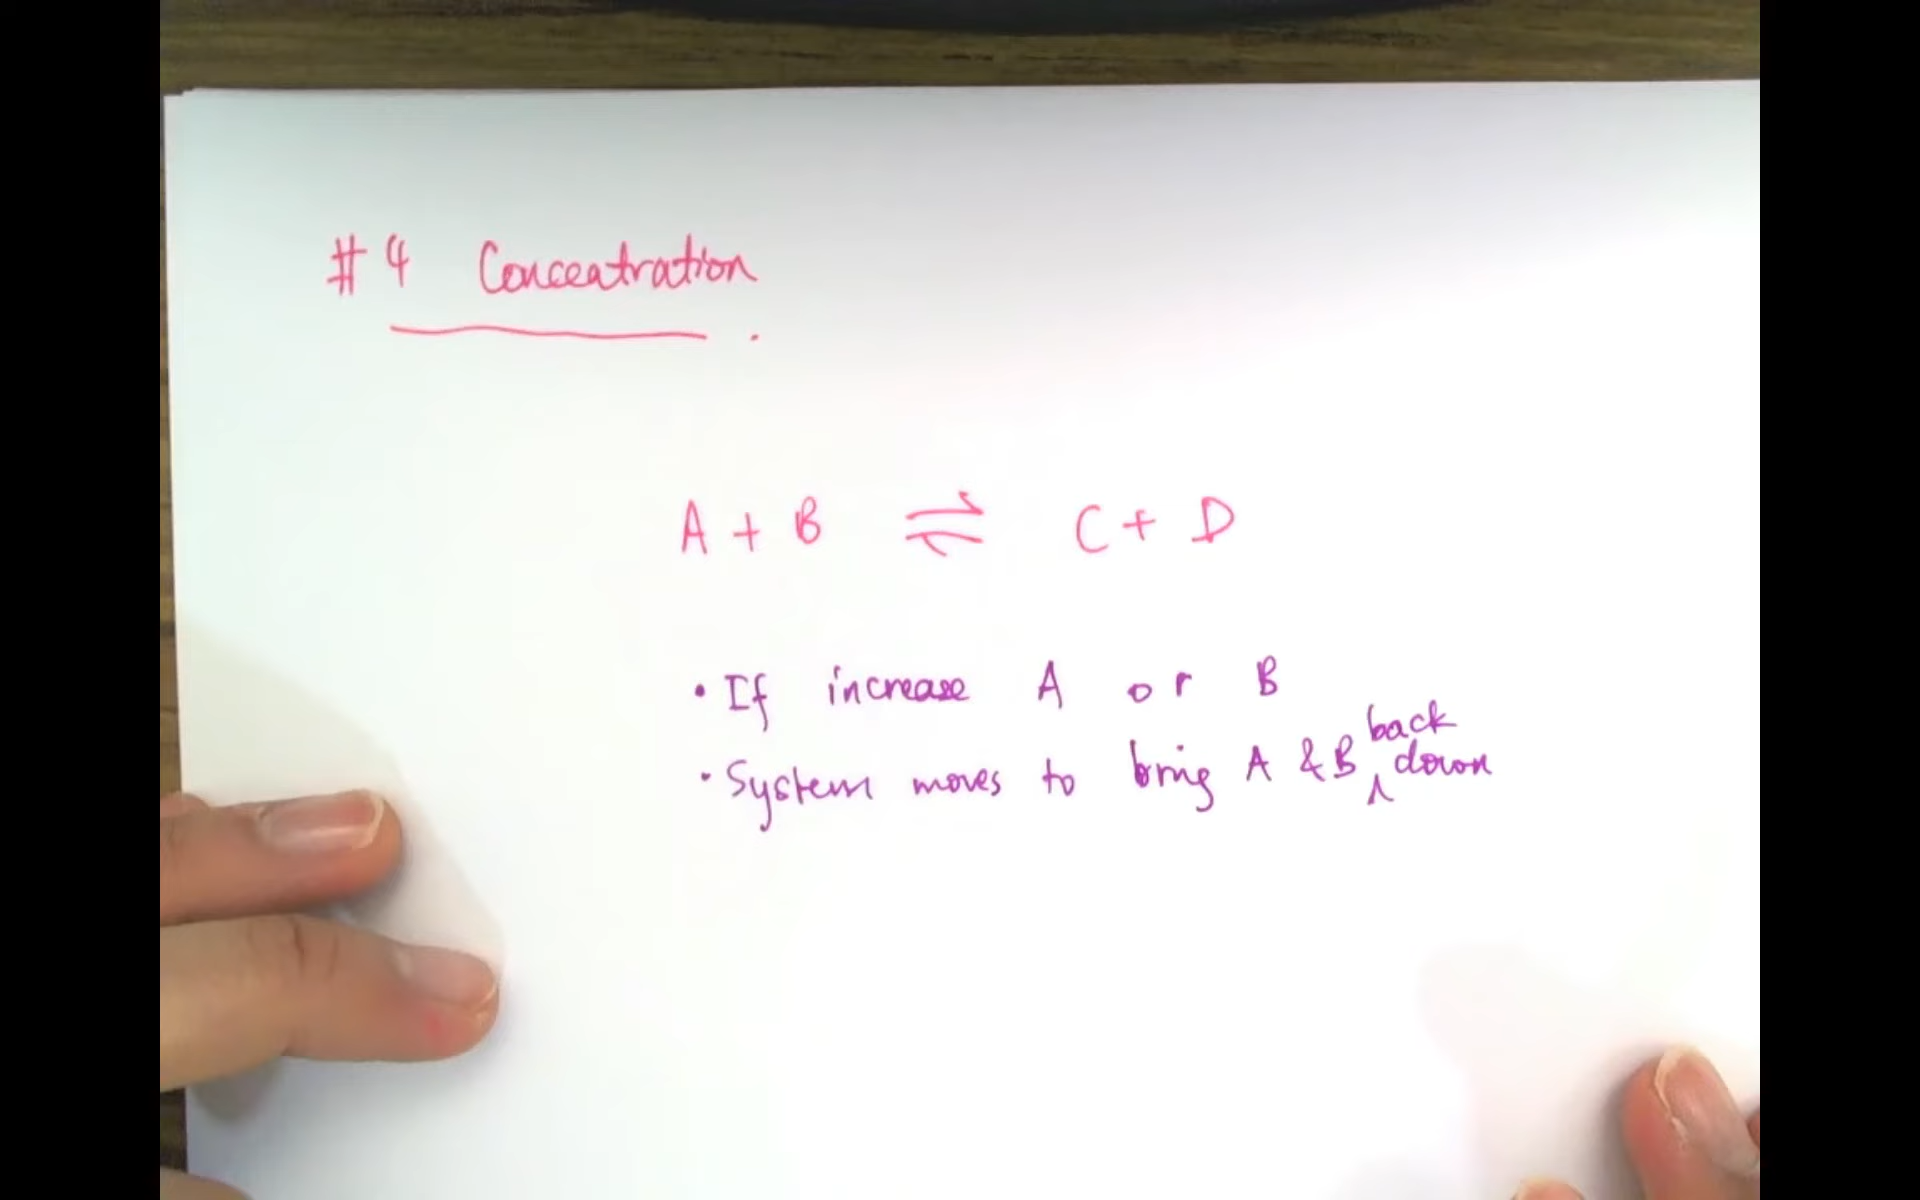 #4 Concentration
A + B ⇌ C + D
• If increase A or B
• System moves to bring A & B back down